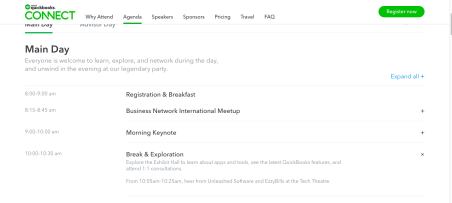 quickbooks
CONNECT
Why Attend Agenda Speakers Sponsors Pricing Travel FAQ
Register now
Main Day Advisor Day
Main Day
Everyone is welcome to learn, explore, and network during the day,
and unwind in the evening at our legendary party.
Expand all +
8:00-9:00 am Registration & Breakfast
8:15-8:45 am Business Network International Meetup +
9:00-10:00 am Morning Keynote +
10:00-10:30 am Break & Exploration ×
Explore the Exhibit Hall to learn about apps and tools, see the latest QuickBooks features, and
attend 1:1 consultations.
From 10:05am-10:25am, hear from Unleashed Software and EzzyBills at the Tech Theatre.